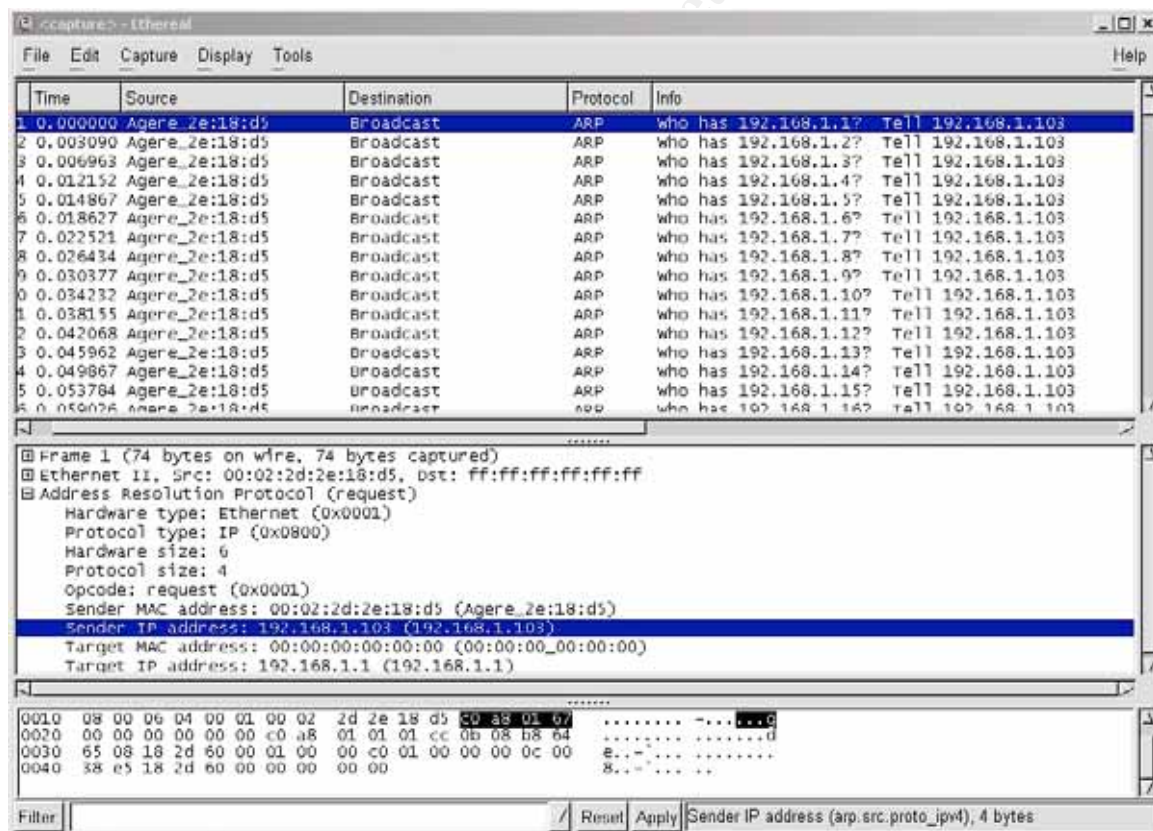 <capture> - Ethereal
File Edit Capture Display Tools Help
Time Source Destination Protocol Info
1 0.000000 Agere_2e:18:d5 Broadcast ARP Who has 192.168.1.1? Tell 192.168.1.103
2 0.003090 Agere_2e:18:d5 Broadcast ARP Who has 192.168.1.2? Tell 192.168.1.103
3 0.006963 Agere_2e:18:d5 Broadcast ARP Who has 192.168.1.3? Tell 192.168.1.103
4 0.012152 Agere_2e:18:d5 Broadcast ARP Who has 192.168.1.4? Tell 192.168.1.103
5 0.014867 Agere_2e:18:d5 Broadcast ARP Who has 192.168.1.5? Tell 192.168.1.103
6 0.018627 Agere_2e:18:d5 Broadcast ARP Who has 192.168.1.6? Tell 192.168.1.103
7 0.022521 Agere_2e:18:d5 Broadcast ARP Who has 192.168.1.7? Tell 192.168.1.103
8 0.026434 Agere_2e:18:d5 Broadcast ARP Who has 192.168.1.8? Tell 192.168.1.103
9 0.030377 Agere_2e:18:d5 Broadcast ARP Who has 192.168.1.9? Tell 192.168.1.103
0 0.034232 Agere_2e:18:d5 Broadcast ARP Who has 192.168.1.10? Tell 192.168.1.103
1 0.038155 Agere_2e:18:d5 Broadcast ARP Who has 192.168.1.11? Tell 192.168.1.103
2 0.042068 Agere_2e:18:d5 Broadcast ARP Who has 192.168.1.12? Tell 192.168.1.103
3 0.045962 Agere_2e:18:d5 Broadcast ARP Who has 192.168.1.13? Tell 192.168.1.103
4 0.049867 Agere_2e:18:d5 Broadcast ARP Who has 192.168.1.14? Tell 192.168.1.103
5 0.053784 Agere_2e:18:d5 Broadcast ARP Who has 192.168.1.15? Tell 192.168.1.103
6 0.059026 Agere_2e:18:d5 Broadcast ARP Who has 192.168.1.16? Tell 192.168.1.103
Frame 1 (74 bytes on wire, 74 bytes captured)
Ethernet II, Src: 00:02:2d:2e:18:d5, Dst: ff:ff:ff:ff:ff:ff
Address Resolution Protocol (request)
Hardware type: Ethernet (0x0001)
Protocol type: IP (0x0800)
Hardware size: 6
Protocol size: 4
Opcode: request (0x0001)
Sender MAC address: 00:02:2d:2e:18:d5 (Agere_2e:18:d5)
Sender IP address: 192.168.1.103 (192.168.1.103)
Target MAC address: 00:00:00:00:00:00 (00:00:00_00:00:00)
Target IP address: 192.168.1.1 (192.168.1.1)
0010 08 00 06 04 00 01 00 02 2d 2e 18 d5 c0 a8 01 67 ........ -......g
0020 00 00 00 00 00 00 c0 a8 01 01 01 cc 0b 08 b8 64 ........ .......d
0030 65 08 18 2d 60 00 01 00 00 c0 01 00 00 00 0c 00 e..-`... ........
0040 38 e5 18 2d 60 00 00 00 00 00 8..-`... ..
Filter Reset Apply Sender IP address (arp.src.proto_ipv4), 4 bytes